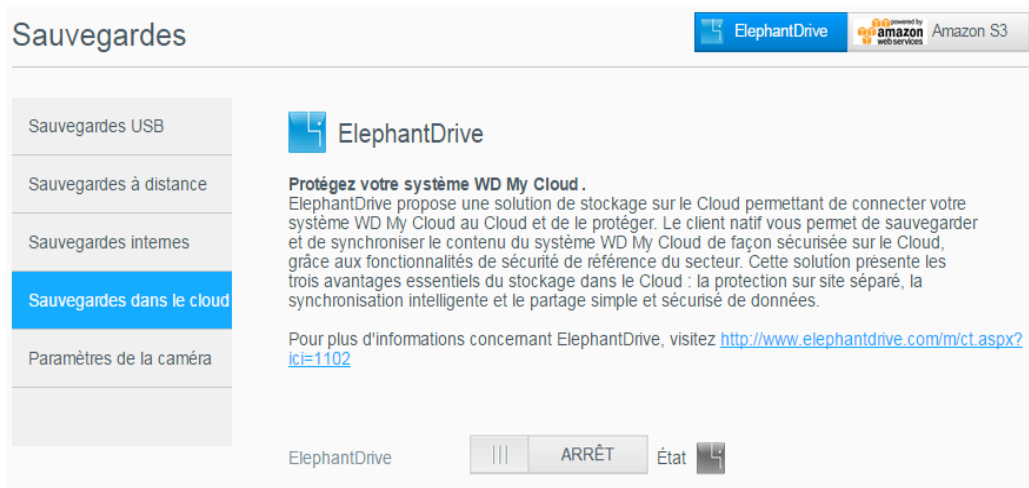 Sauvegardes
ElephantDrive
powered by
amazon
webservices
Amazon S3
Sauvegardes USB
Sauvegardes à distance
Sauvegardes internes
Sauvegardes dans le cloud
Paramètres de la caméra
ElephantDrive
Protégez votre système WD My Cloud .
ElephantDrive propose une solution de stockage sur le Cloud permettant de connecter votre
système WD My Cloud au Cloud et de le protéger. Le client natif vous permet de sauvegarder
et de synchroniser le contenu du système WD My Cloud de façon sécurisée sur le Cloud,
grâce aux fonctionnalités de sécurité de référence du secteur. Cette solution présente les
trois avantages essentiels du stockage dans le Cloud : la protection sur site séparé, la
synchronisation intelligente et le partage simple et sécurisé de données.
Pour plus d'informations concernant ElephantDrive, visitez http://www.elephantdrive.com/m/ct.aspx?
ici=1102
ElephantDrive
ARRÊT
État